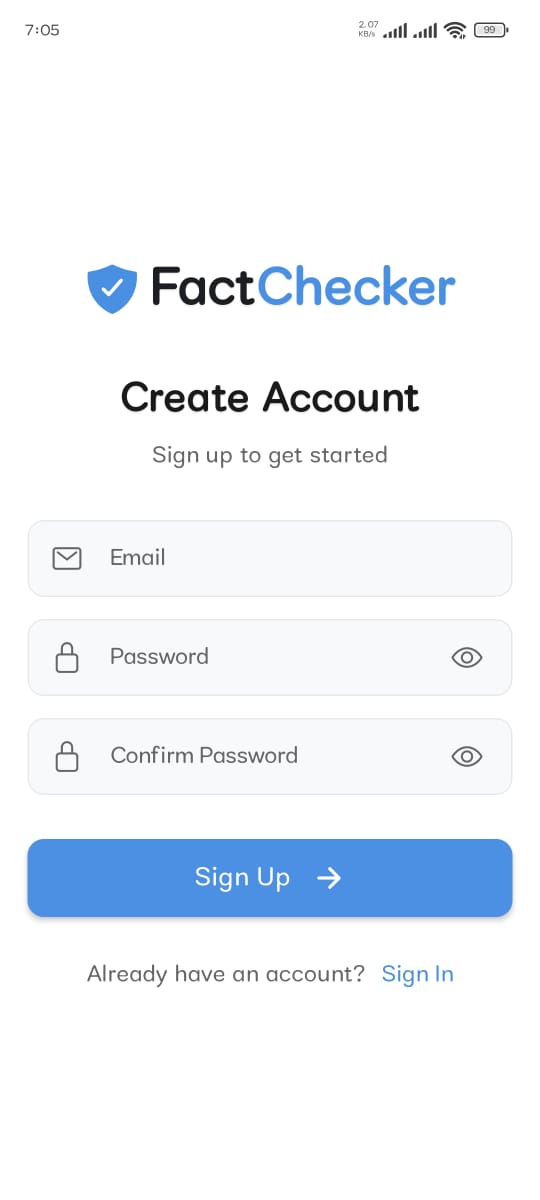 7:05
2.07
KB/s
99
FactChecker
Create Account
Sign up to get started
Email
Password
Confirm Password
Sign Up
Already have an account? Sign In